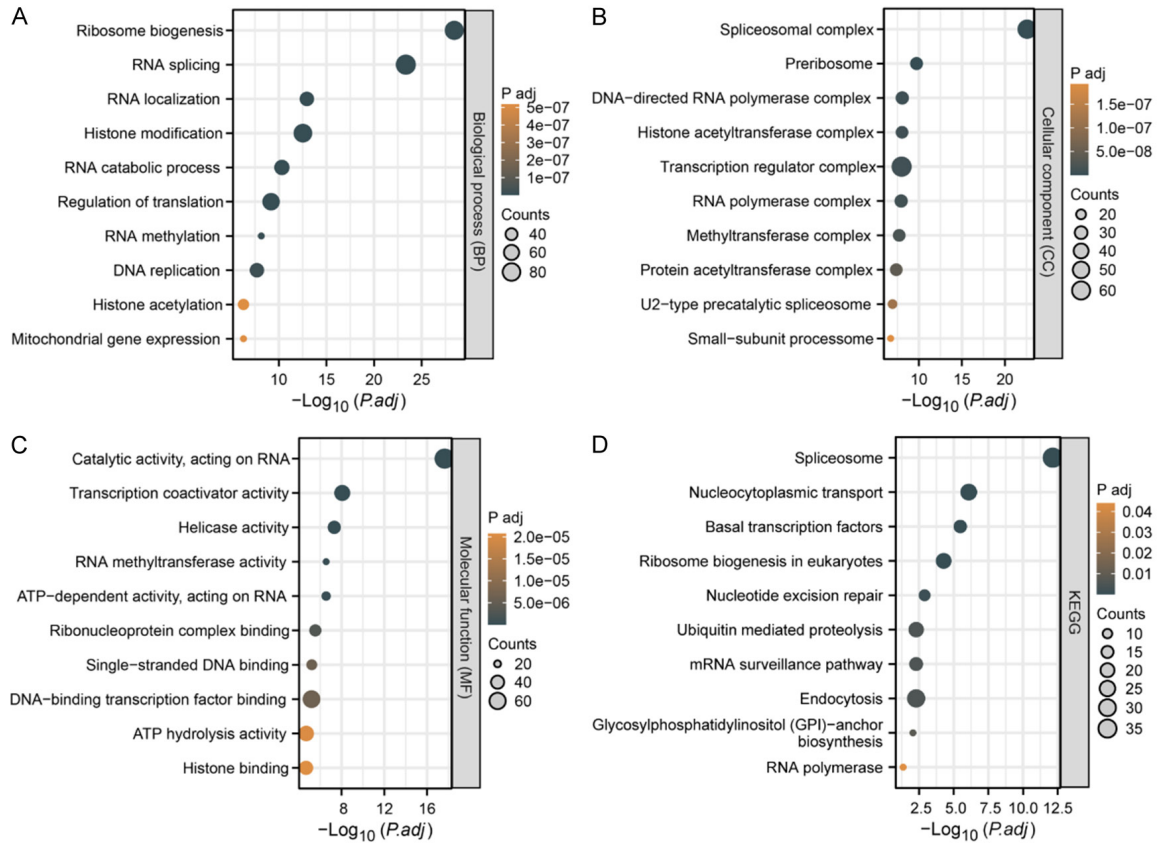 A
Ribosome biogenesis
RNA splicing
RNA localization
Histone modification
RNA catabolic process
Regulation of translation
RNA methylation
DNA replication
Histone acetylation
Mitochondrial gene expression
10 15 20 25
−Log10 (P.adj)
Biological process (BP)
P adj
5e−07
4e−07
3e−07
2e−07
1e−07
Counts
40
60
80
B
Spliceosomal complex
Preribosome
DNA−directed RNA polymerase complex
Histone acetyltransferase complex
Transcription regulator complex
RNA polymerase complex
Methyltransferase complex
Protein acetyltransferase complex
U2−type precatalytic spliceosome
Small−subunit processome
10 15 20
−Log10 (P.adj)
Cellular component (CC)
P adj
1.5e−07
1.0e−07
5.0e−08
Counts
20
30
40
50
60
C
Catalytic activity, acting on RNA
Transcription coactivator activity
Helicase activity
RNA methyltransferase activity
ATP−dependent activity, acting on RNA
Ribonucleoprotein complex binding
Single−stranded DNA binding
DNA−binding transcription factor binding
ATP hydrolysis activity
Histone binding
8 12 16
−Log10 (P.adj)
Molecular function (MF)
P adj
2.0e−05
1.5e−05
1.0e−05
5.0e−06
Counts
20
40
60
D
Spliceosome
Nucleocytoplasmic transport
Basal transcription factors
Ribosome biogenesis in eukaryotes
Nucleotide excision repair
Ubiquitin mediated proteolysis
mRNA surveillance pathway
Endocytosis
Glycosylphosphatidylinositol (GPI)−anchor
biosynthesis
RNA polymerase
2.5 5.0 7.5 10.0 12.5
−Log10 (P.adj)
KEGG
P adj
0.04
0.03
0.02
0.01
Counts
10
15
20
25
30
35